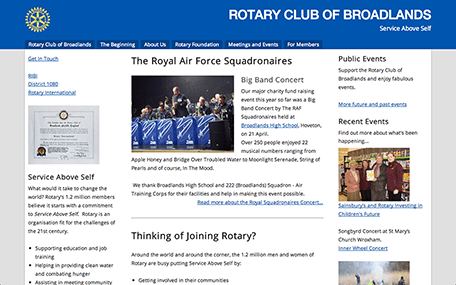 ROTARY CLUB OF BROADLANDS
Service Above Self
Rotary Club of Broadlands The Beginning About Us Rotary Foundation Meetings and Events For Members
Get in Touch
RIBI
District 1080
Rotary International
Service Above Self
What would it take to change the
world? Rotary's 1.2 million members
believe it starts with a commitment
to Service Above Self. Rotary is an
organisation fit for the challenges of
the 21st century.
Supporting education and job
training
Helping in providing clean water
and combating hunger
Assisting in meeting community
The Royal Air Force Squadronaires
Big Band Concert
Our major charity fund raising
event this year so far was a Big
Band Concert by The RAF
Squadronaires held at
Broadlands High School, Hoveton,
on 21 April.
Over 250 people enjoyed 22
musical numbers ranging from
Apple Honey and Bridge Over Troubled Water to Moonlight Serenade, String
of Pearls and of course, In The Mood.
We thank Broadlands High School and 222 (Broadlands) Squadron - Air
Training Corps for their facilities and help in making this event possible.
Read more about the Royal Squadronaires Concert...
Thinking of Joining Rotary?
Around the world and around the corner, the 1.2 million men and women of
Rotary are busy putting Service Above Self by:
Getting involved in their communities
Public Events
Support the Rotary Club of
Broadlands and enjoy fabulous
events.
More future and past events
Recent Events
Find out more about what's been
happening...
Sainsbury's and Rotary Investing in
Children's Future
Songbyrd Concert at St Mary's
Church Wroxham.
Inner Wheel Concert